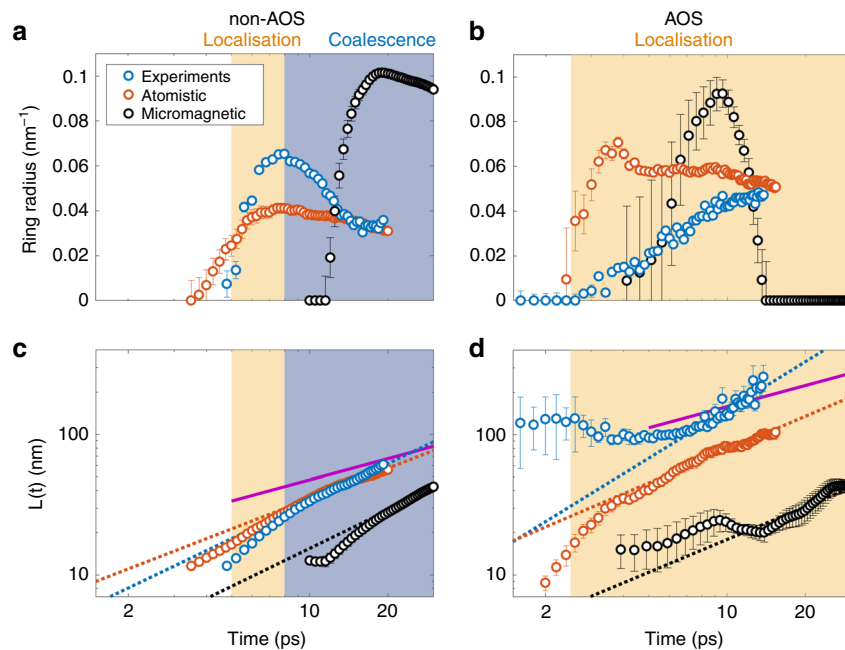 non-AOS
AOS
a
Localisation
Coalescence
b
Localisation
Experiments
Atomistic
Micromagnetic
Ring radius (nm⁻¹)
0.1
0.08
0.06
0.04
0.02
0
0.1
0.08
0.06
0.04
0.02
0
c
d
L(t) (nm)
100
10
100
10
2
10
20
2
10
20
Time (ps)
Time (ps)